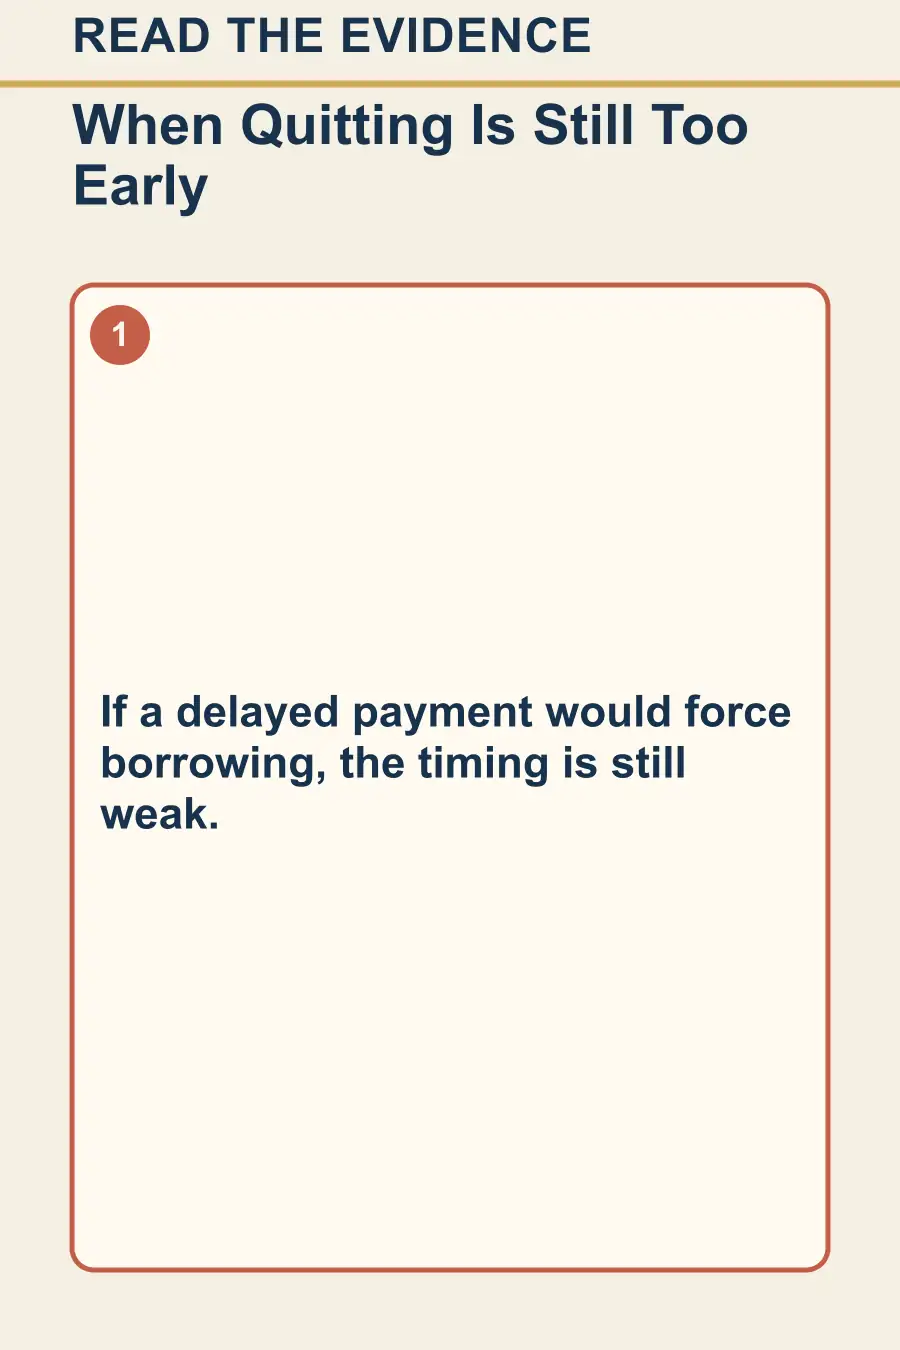 READ THE EVIDENCE
When Quitting Is Still Too
Early
1
If a delayed payment would force
borrowing, the timing is still
weak.